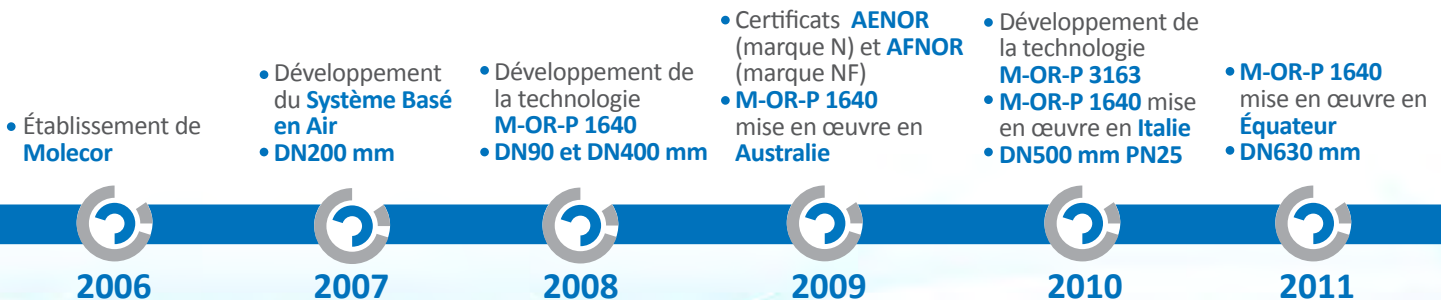 • Établissement de
Molecor
2006
• Développement
du Système Basé
en Air
• DN200 mm
2007
• Développement de
la technologie
M-OR-P 1640
• DN90 et DN400 mm
2008
• Certificats AENOR
(marque N) et AFNOR
(marque NF)
• M-OR-P 1640
mise en œuvre en
Australie
2009
• Développement de
la technologie
M-OR-P 3163
• M-OR-P 1640 mise
en œuvre en Italie
• DN500 mm PN25
2010
• M-OR-P 1640
mise en œuvre en
Équateur
• DN630 mm
2011